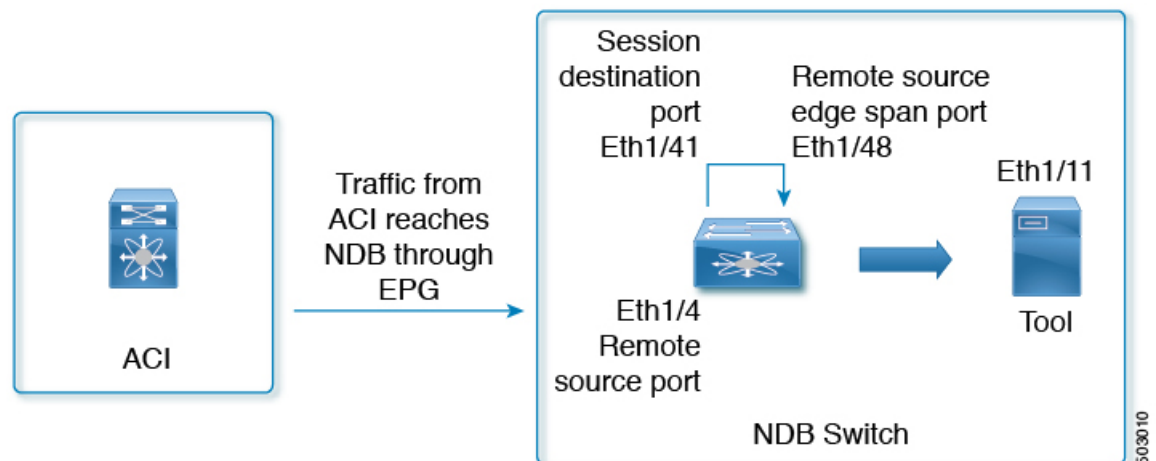 ACI
Traffic from
ACI reaches
NDB through
EPG
Session
destination
port
Eth1/41
Remote source
edge span port
Eth1/48
Eth1/4
Remote
source port
Eth1/11
Tool
NDB Switch
503010